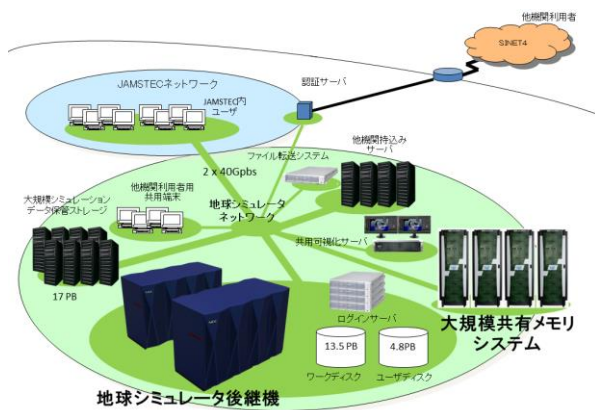 他機関利用者
SINET4
認証サーバ
JAMSTECネットワーク
JAMSTEC内
ユーザ
ファイル転送システム
他機関持込み
サーバ
2 x 40Gpbs
他機関利用者用
共用端末
地球シミュレータ
ネットワーク
大規模シミュレーション
データ保管ストレージ
共用可視化サーバ
17 PB
ログインサーバ
大規模共有メモリ
システム
13.5 PB
4.8PB
ワークディスク
ユーザディスク
地球シミュレータ後継機